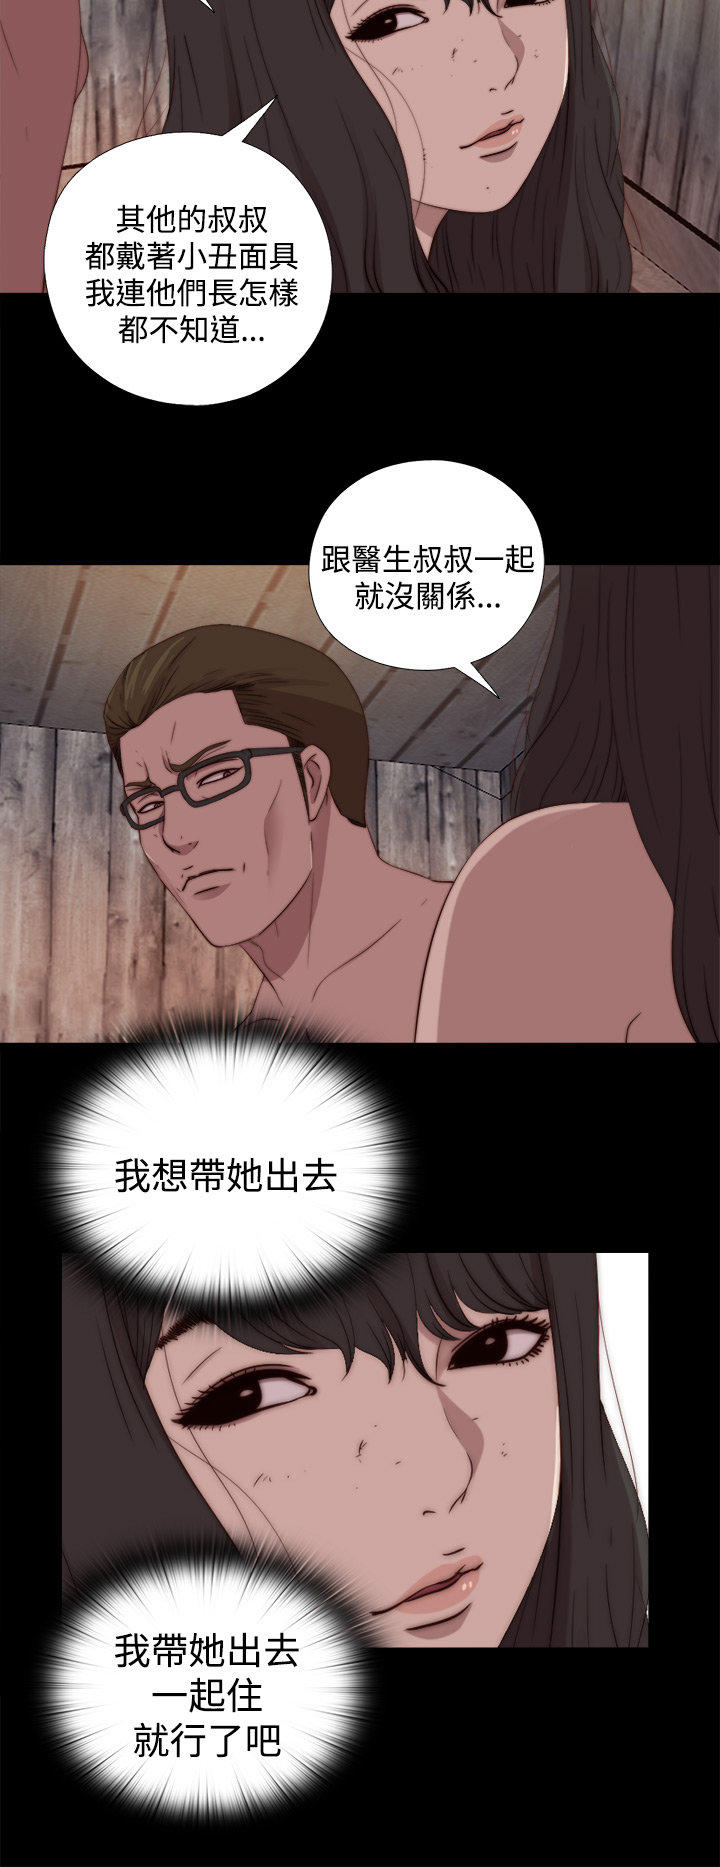 其他的叔叔
都戴著小丑面具
我連他們長怎樣
都不知道...
跟醫生叔叔一起
就沒關係...
我想帶她出去
我帶她出去
一起住
就行了吧